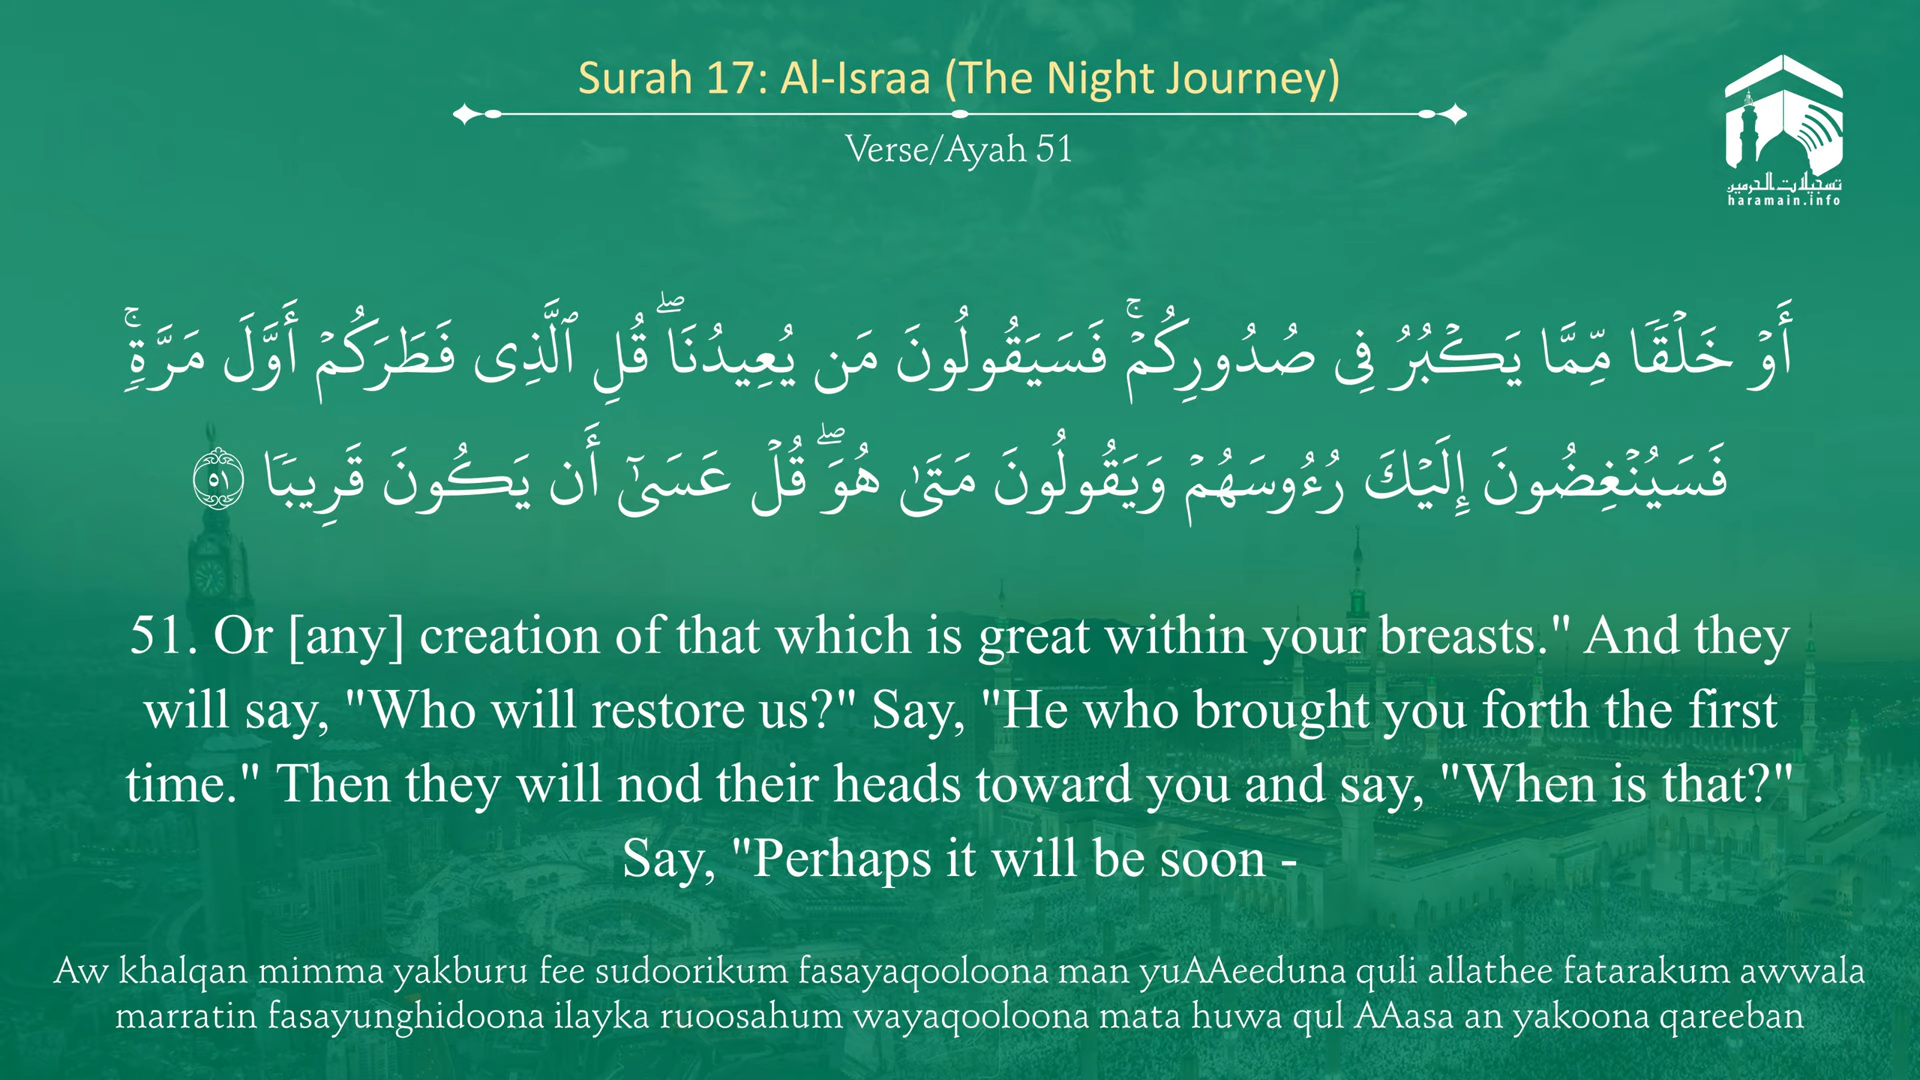 Surah 17: Al-Israa (The Night Journey)
Verse/Ayah 51
تسجيلات الحرمين
haramain.info
أَوْ خَلْقًا مِّمَّا يَكْبُرُ فِى صُدُورِكُمْ ۚ فَسَيَقُولُونَ مَن يُعِيدُنَا ۖ قُلِ ٱلَّذِى فَطَرَكُمْ أَوَّلَ مَرَّةٍ ۚ
فَسَيُنْغِضُونَ إِلَيْكَ رُءُوسَهُمْ وَيَقُولُونَ مَتَىٰ هُوَ ۖ قُلْ عَسَىٰٓ أَن يَكُونَ قَرِيبًا ٥١
51. Or [any] creation of that which is great within your breasts." And they
will say, "Who will restore us?" Say, "He who brought you forth the first
time." Then they will nod their heads toward you and say, "When is that?"
Say, "Perhaps it will be soon -
Aw khalqan mimma yakburu fee sudoorikum fasayaqooloona man yuAAeeduna quli allathee fatarakum awwala
marratin fasayunghidoona ilayka ruoosahum wayaqooloona mata huwa qul AAasa an yakoona qareeban